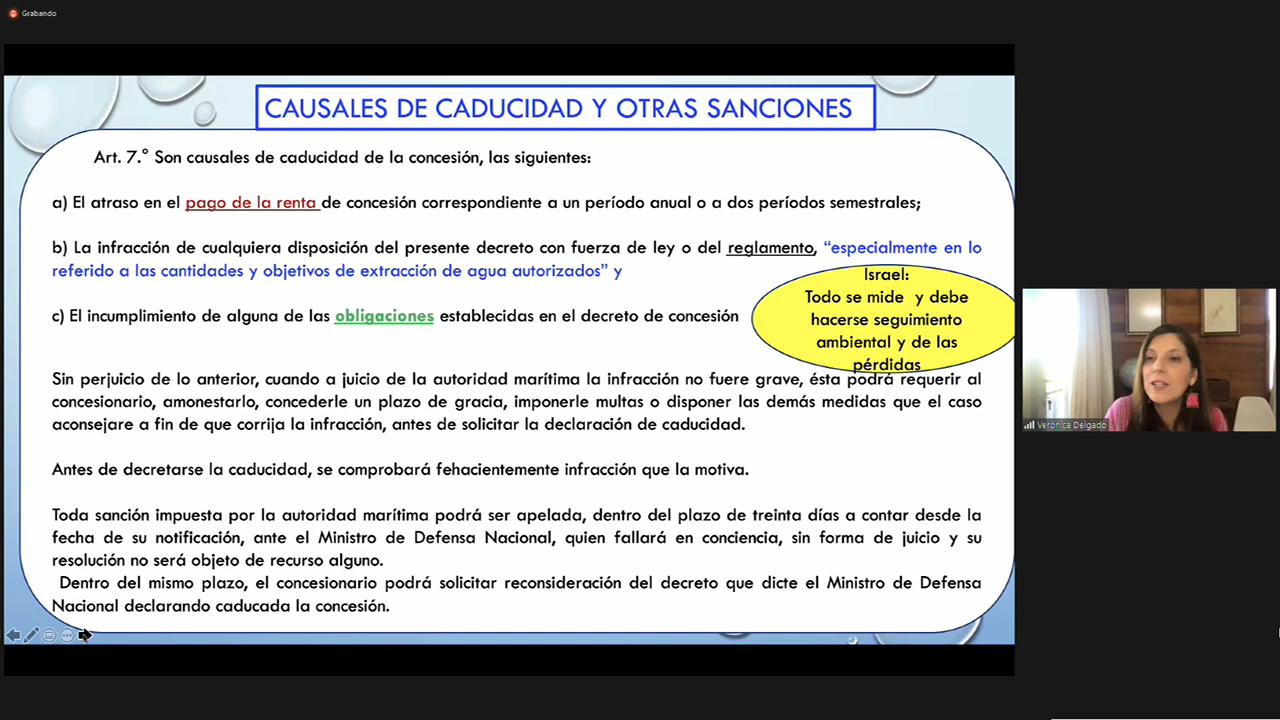 Grabando
CAUSALES DE CADUCIDAD Y OTRAS SANCIONES
Art. 7.° Son causales de caducidad de la concesión, las siguientes:
a) El atraso en el pago de la renta de concesión correspondiente a un período anual o a dos períodos semestrales;
b) La infracción de cualquiera disposición del presente decreto con fuerza de ley o del reglamento, “especialmente en lo
referido a las cantidades y objetivos de extracción de agua autorizados” y
Israel:
Todo se mide y debe
hacerse seguimiento
ambiental y de las
pérdidas
c) El incumplimiento de alguna de las obligaciones establecidas en el decreto de concesión
Sin perjuicio de lo anterior, cuando a juicio de la autoridad marítima la infracción no fuere grave, ésta podrá requerir al
concesionario, amonestarlo, concederle un plazo de gracia, imponerle multas o disponer las demás medidas que el caso
aconsejare a fin de que corrija la infracción, antes de solicitar la declaración de caducidad.
Antes de decretarse la caducidad, se comprobará fehacientemente infracción que la motiva.
Toda sanción impuesta por la autoridad marítima podrá ser apelada, dentro del plazo de treinta días a contar desde la
fecha de su notificación, ante el Ministro de Defensa Nacional, quien fallará en conciencia, sin forma de juicio y su
resolución no será objeto de recurso alguno.
Dentro del mismo plazo, el concesionario podrá solicitar reconsideración del decreto que dicte el Ministro de Defensa
Nacional declarando caducada la concesión.
Verónica Delgado